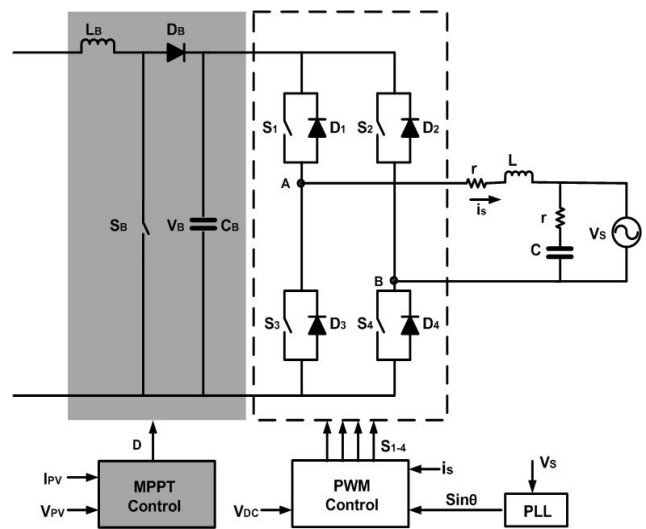 LB
DB
S1
D1
S2
D2
A
r
L
is
r
SB
VB
CB
C
VS
B
S3
D3
S4
D4
D
S1-4
IPV
VPV
MPPT
Control
PWM
Control
is
VS
VDC
Sinθ
PLL